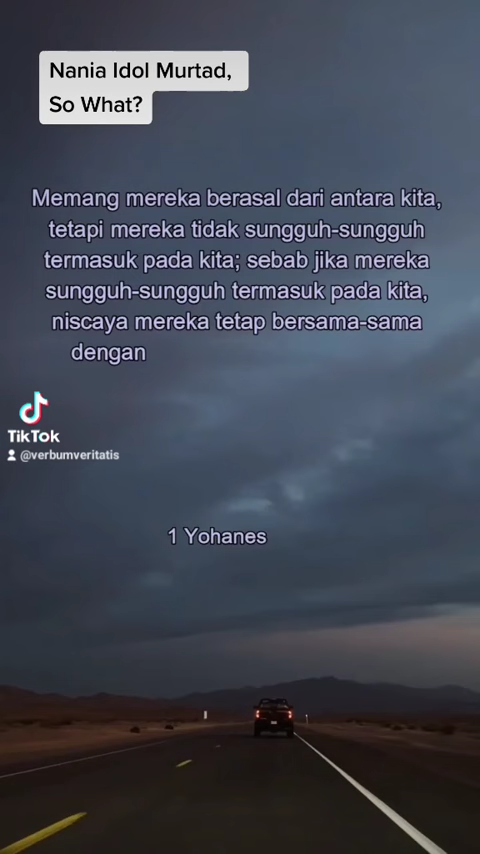 Nania Idol Murtad,
So What?
Memang mereka berasal dari antara kita,
tetapi mereka tidak sungguh-sungguh
termasuk pada kita; sebab jika mereka
sungguh-sungguh termasuk pada kita,
niscaya mereka tetap bersama-sama
dengan
TikTok
@verbumveritatis
1 Yohanes